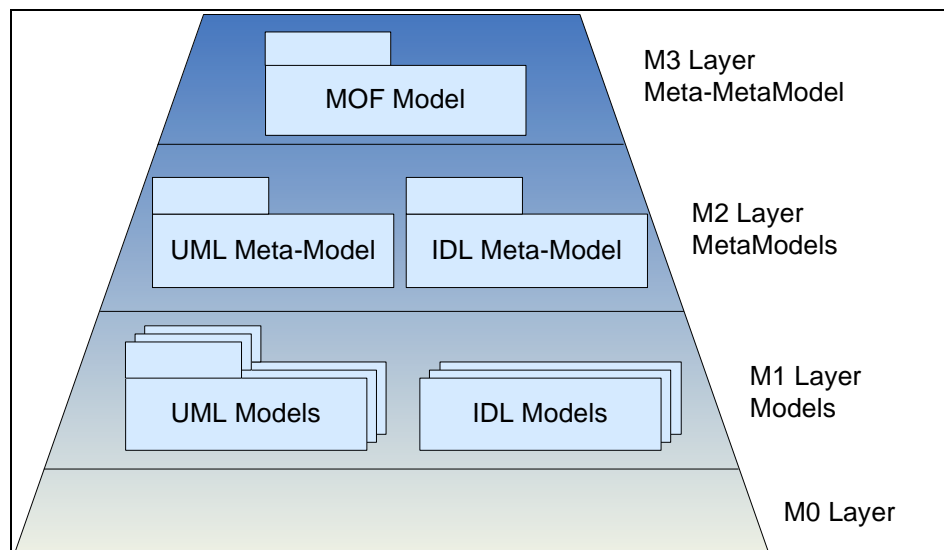 M3 Layer
Meta-MetaModel
MOF Model
M2 Layer
MetaModels
UML Meta-Model
IDL Meta-Model
M1 Layer
Models
UML Models
IDL Models
M0 Layer